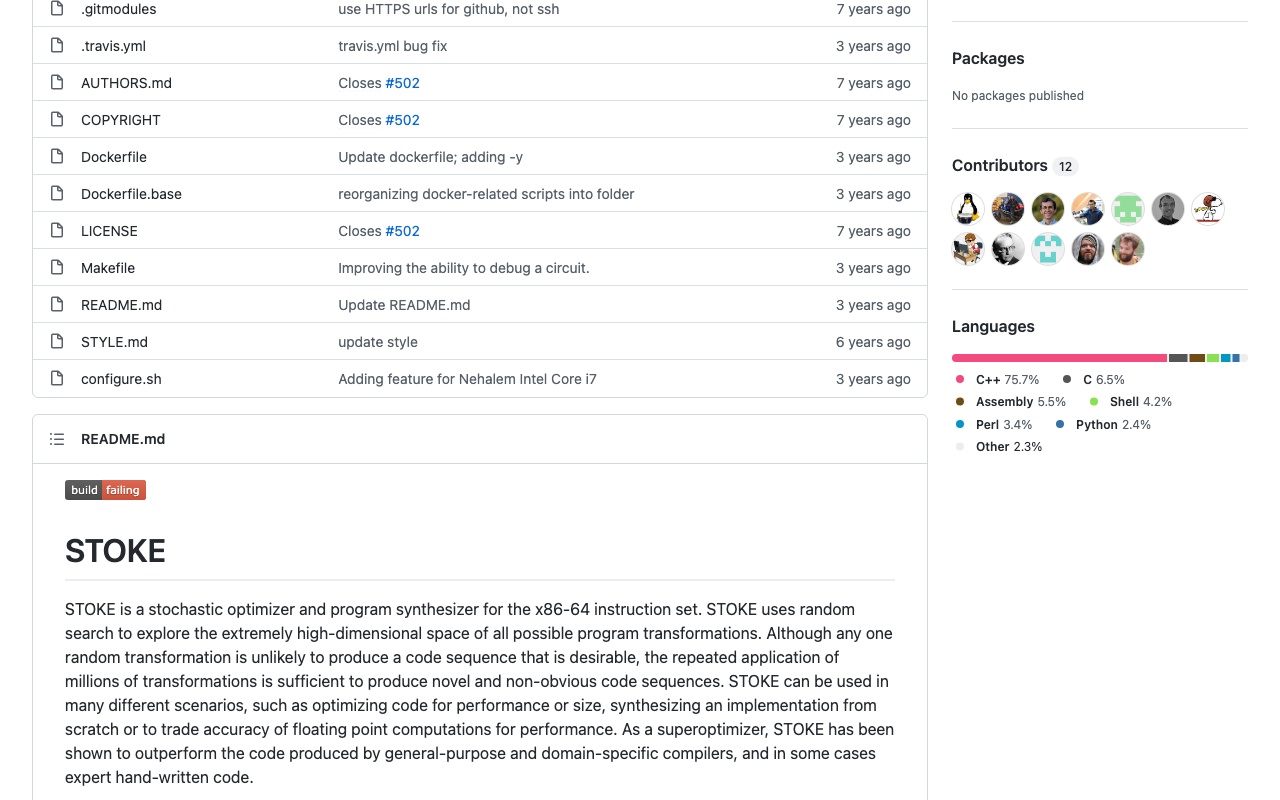 .gitmodules use HTTPS urls for github, not ssh 7 years ago
.travis.yml travis.yml bug fix 3 years ago
AUTHORS.md Closes #502 7 years ago
COPYRIGHT Closes #502 7 years ago
Dockerfile Update dockerfile; adding -y 3 years ago
Dockerfile.base reorganizing docker-related scripts into folder 3 years ago
LICENSE Closes #502 7 years ago
Makefile Improving the ability to debug a circuit. 3 years ago
README.md Update README.md 3 years ago
STYLE.md update style 6 years ago
configure.sh Adding feature for Nehalem Intel Core i7 3 years ago
README.md
build failing
STOKE
STOKE is a stochastic optimizer and program synthesizer for the x86-64 instruction set. STOKE uses random
search to explore the extremely high-dimensional space of all possible program transformations. Although any one
random transformation is unlikely to produce a code sequence that is desirable, the repeated application of
millions of transformations is sufficient to produce novel and non-obvious code sequences. STOKE can be used in
many different scenarios, such as optimizing code for performance or size, synthesizing an implementation from
scratch or to trade accuracy of floating point computations for performance. As a superoptimizer, STOKE has been
shown to outperform the code produced by general-purpose and domain-specific compilers, and in some cases
expert hand-written code.
Packages
No packages published
Contributors 12
Languages
C++ 75.7% C 6.5%
Assembly 5.5% Shell 4.2%
Perl 3.4% Python 2.4%
Other 2.3%